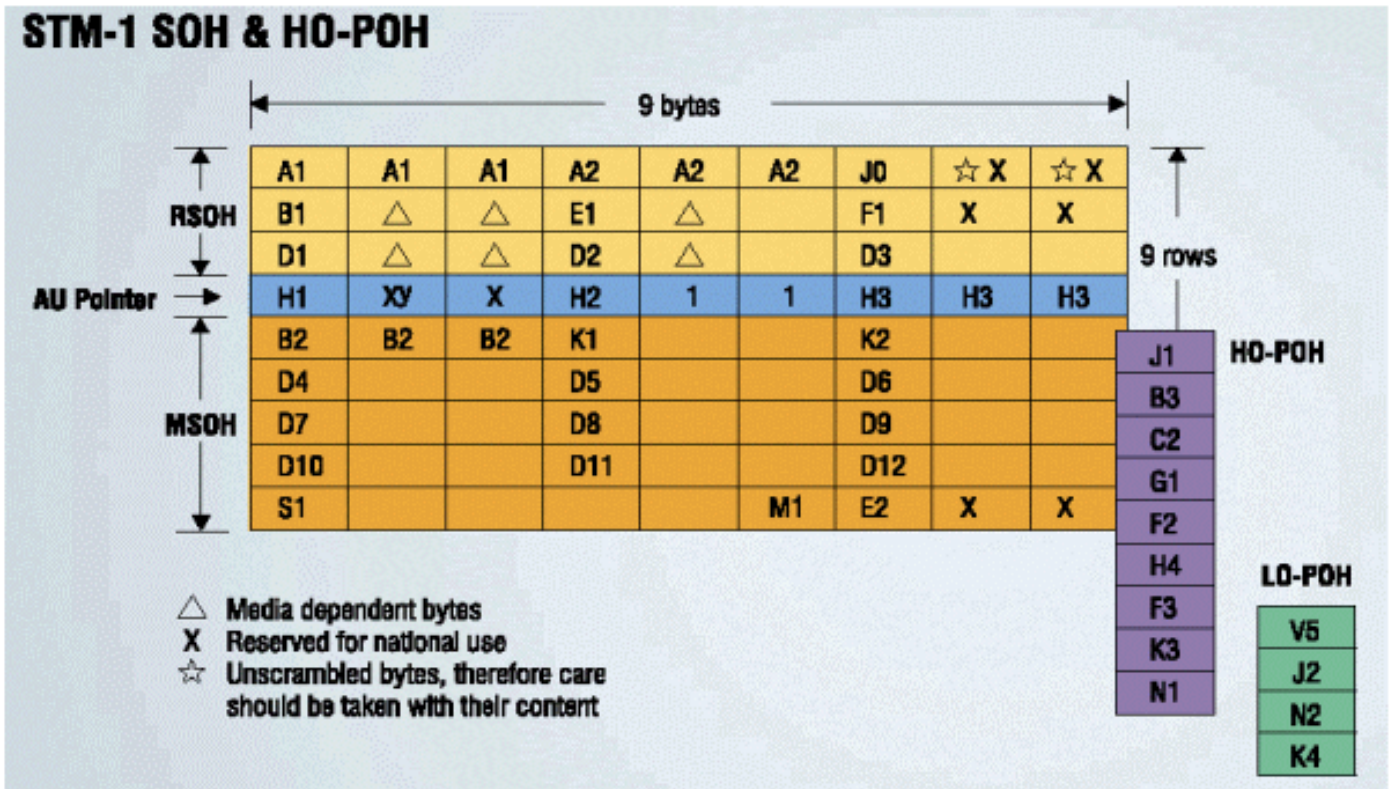 STM-1 SOH & HO-POH
9 bytes
A1 A1 A1 A2 A2 A2 J0 ☆ X ☆ X
RSOH B1 △ △ E1 △ F1 X X
D1 △ △ D2 △ D3 9 rows
AU Pointer H1 XY X H2 1 1 H3 H3 H3
B2 B2 B2 K1 K2
J1 HO-POH
D4 D5 D6
B3
MSOH D7 D8 D9
C2
D10 D11 D12
G1
S1 M1 E2 X X
F2
H4
F3
K3
N1
LO-POH
V5
J2
N2
K4
△ Media dependent bytes
X Reserved for national use
☆ Unscrambled bytes, therefore care
should be taken with their content